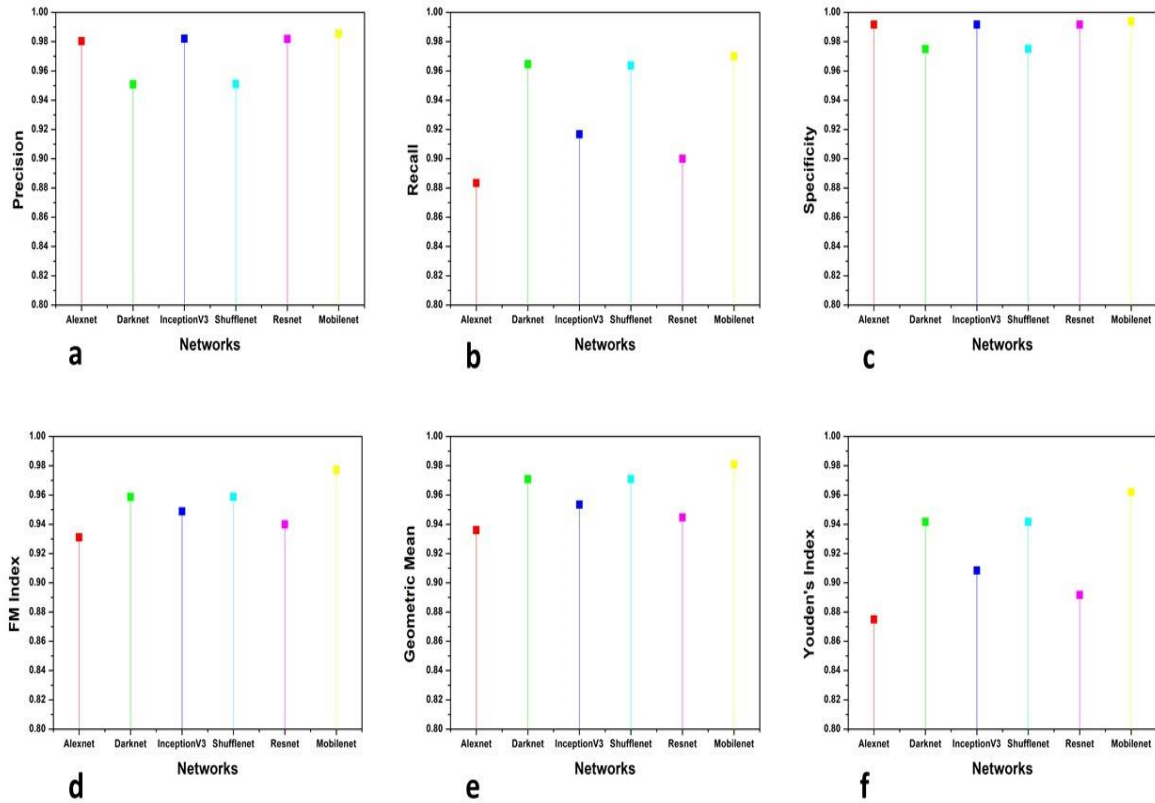 1.00 1.00 1.00
0.98 0.98 0.98
0.96 0.96 0.96
0.94 0.94 0.94
0.92 0.92 0.92
0.90 0.90 0.90
0.88 0.88 0.88
0.86 0.86 0.86
0.84 0.84 0.84
0.82 0.82 0.82
0.80 0.80 0.80
Precision Recall Specificity
Alexnet Darknet InceptionV3 Shufflenet Resnet Mobilenet Alexnet Darknet InceptionV3 Shufflenet Resnet Mobilenet Alexnet Darknet InceptionV3 Shufflenet Resnet Mobilenet
Networks Networks Networks
a b c
1.00 1.00 1.00
0.98 0.98 0.98
0.96 0.96 0.96
0.94 0.94 0.94
0.92 0.92 0.92
0.90 0.90 0.90
0.88 0.88 0.88
0.86 0.86 0.86
0.84 0.84 0.84
0.82 0.82 0.82
0.80 0.80 0.80
FM Index Geometric Mean Youden's Index
Alexnet Darknet InceptionV3 Shufflenet Resnet Mobilenet Alexnet Darknet InceptionV3 Shufflenet Resnet Mobilenet Alexnet Darknet InceptionV3 Shufflenet Resnet Mobilenet
Networks Networks Networks
d e f